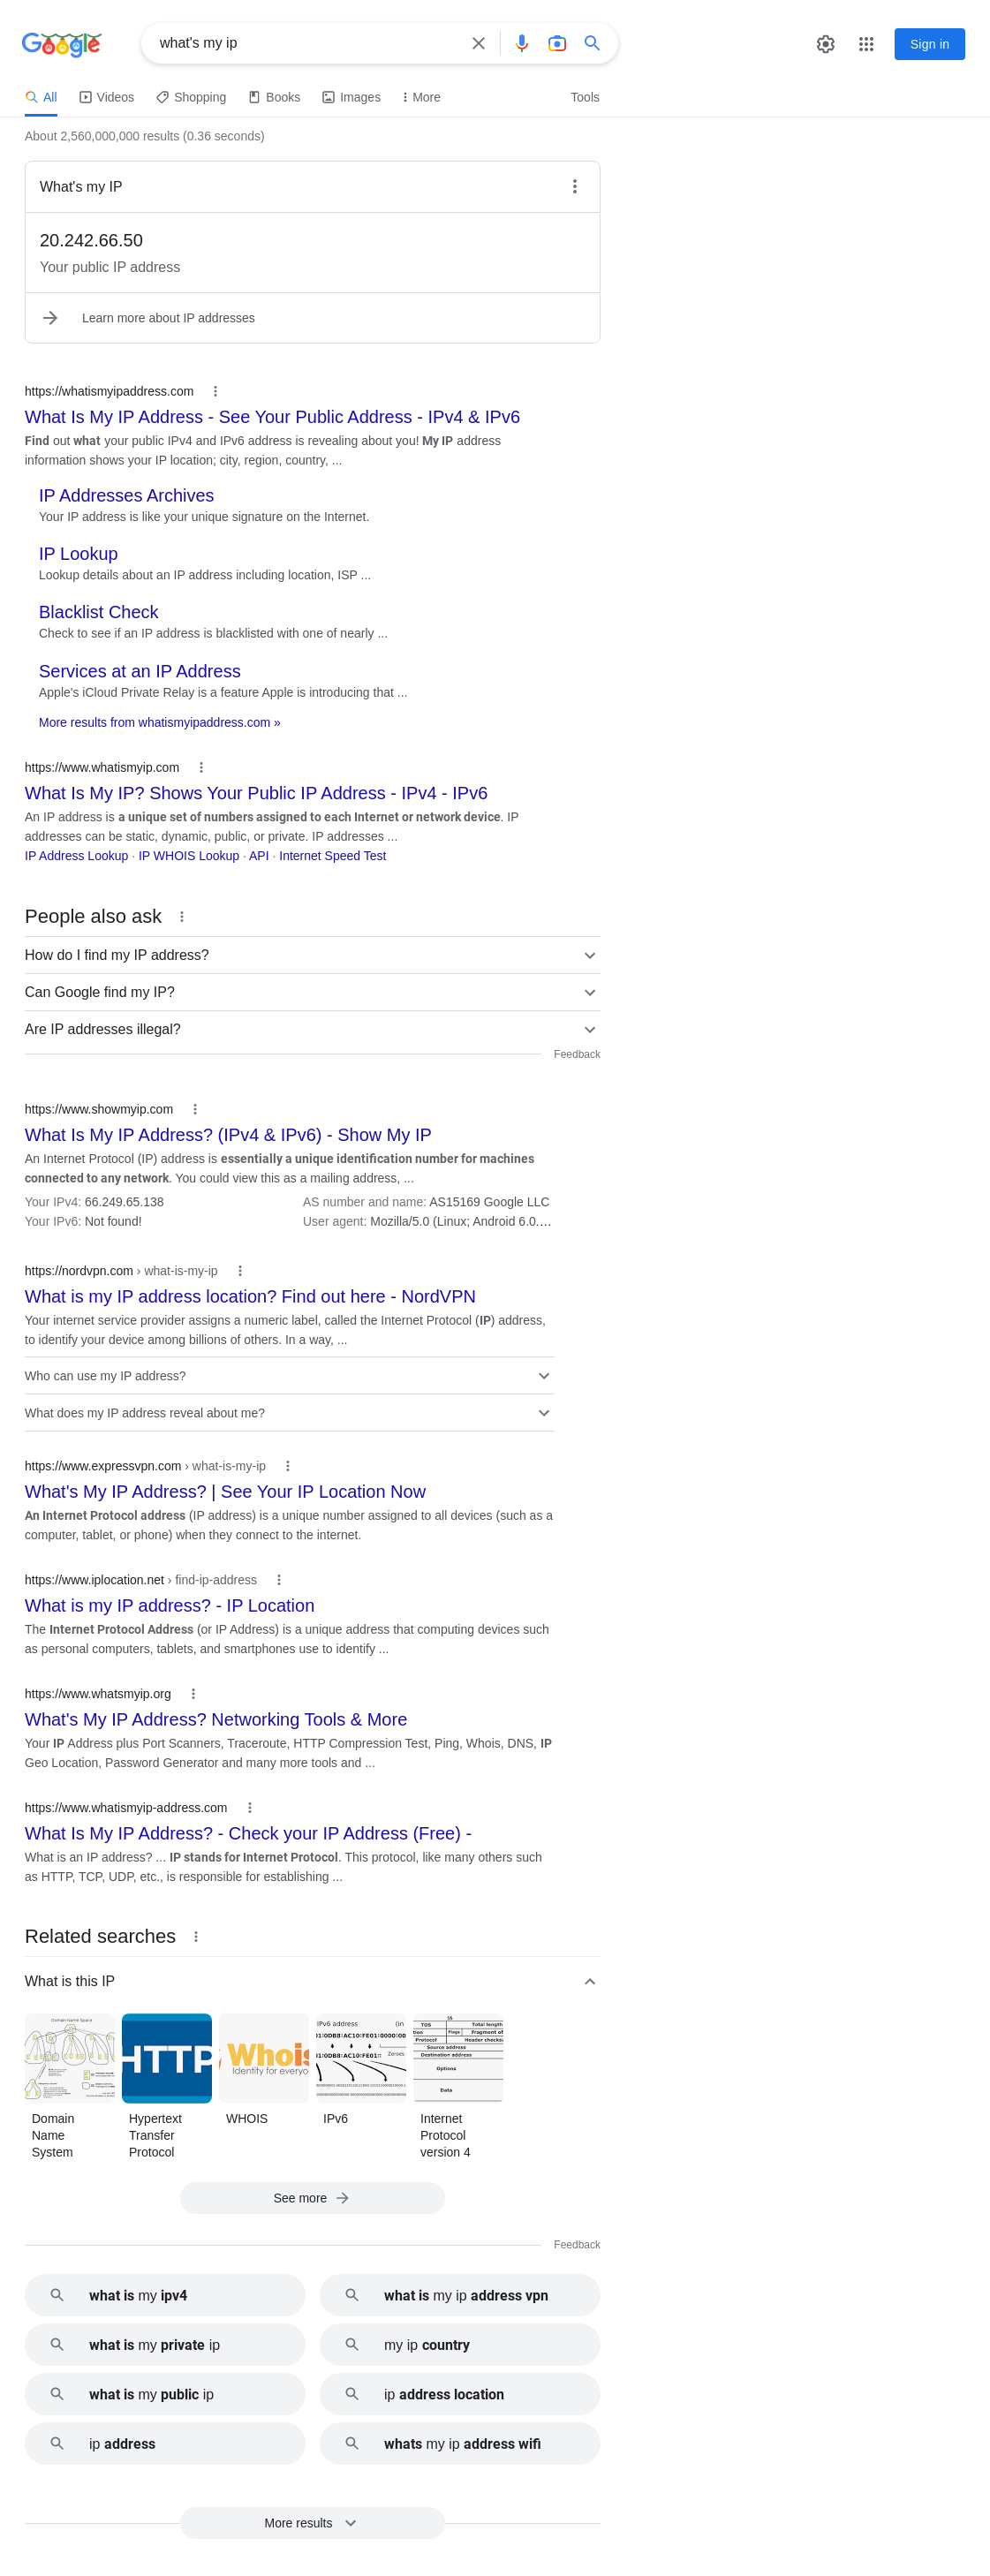 Google
what's my ip
Sign in
All
Videos
Shopping
Books
Images
More
Tools
About 2,560,000,000 results (0.36 seconds)
What's my IP
20.242.66.50
Your public IP address
Learn more about IP addresses
https://whatismyipaddress.com
What Is My IP Address - See Your Public Address - IPv4 & IPv6
Find out what your public IPv4 and IPv6 address is revealing about you! My IP address
information shows your IP location; city, region, country, ...
IP Addresses Archives
Your IP address is like your unique signature on the Internet.
IP Lookup
Lookup details about an IP address including location, ISP ...
Blacklist Check
Check to see if an IP address is blacklisted with one of nearly ...
Services at an IP Address
Apple's iCloud Private Relay is a feature Apple is introducing that ...
More results from whatismyipaddress.com »
https://www.whatismyip.com
What Is My IP? Shows Your Public IP Address - IPv4 - IPv6
An IP address is a unique set of numbers assigned to each Internet or network device. IP
addresses can be static, dynamic, public, or private. IP addresses ...
IP Address Lookup · IP WHOIS Lookup · API · Internet Speed Test
People also ask
How do I find my IP address?
Can Google find my IP?
Are IP addresses illegal?
Feedback
https://www.showmyip.com
What Is My IP Address? (IPv4 & IPv6) - Show My IP
An Internet Protocol (IP) address is essentially a unique identification number for machines
connected to any network. You could view this as a mailing address, ...
Your IPv4: 66.249.65.138
AS number and name: AS15169 Google LLC
Your IPv6: Not found!
User agent: Mozilla/5.0 (Linux; Android 6.0....
https://nordvpn.com › what-is-my-ip
What is my IP address location? Find out here - NordVPN
Your internet service provider assigns a numeric label, called the Internet Protocol (IP) address,
to identify your device among billions of others. In a way, ...
Who can use my IP address?
What does my IP address reveal about me?
https://www.expressvpn.com › what-is-my-ip
What's My IP Address? | See Your IP Location Now
An Internet Protocol address (IP address) is a unique number assigned to all devices (such as a
computer, tablet, or phone) when they connect to the internet.
https://www.iplocation.net › find-ip-address
What is my IP address? - IP Location
The Internet Protocol Address (or IP Address) is a unique address that computing devices such
as personal computers, tablets, and smartphones use to identify ...
https://www.whatsmyip.org
What's My IP Address? Networking Tools & More
Your IP Address plus Port Scanners, Traceroute, HTTP Compression Test, Ping, Whois, DNS, IP
Geo Location, Password Generator and many more tools and ...
https://www.whatismyip-address.com
What Is My IP Address? - Check your IP Address (Free) -
What is an IP address? ... IP stands for Internet Protocol. This protocol, like many others such
as HTTP, TCP, UDP, etc., is responsible for establishing ...
Related searches
What is this IP
Domain Name Space
HTTP
Whois
Identity for everyo
IPv6 address (in
Zeroes
TOS
Total length
Flags
Fragment of
Protocol
Header checks
Source address
Destination address
Options
Data
Domain
Name
System
Hypertext
Transfer
Protocol
WHOIS
IPv6
Internet
Protocol
version 4
See more
Feedback
what is my ipv4
what is my ip address vpn
what is my private ip
my ip country
what is my public ip
ip address location
ip address
whats my ip address wifi
More results